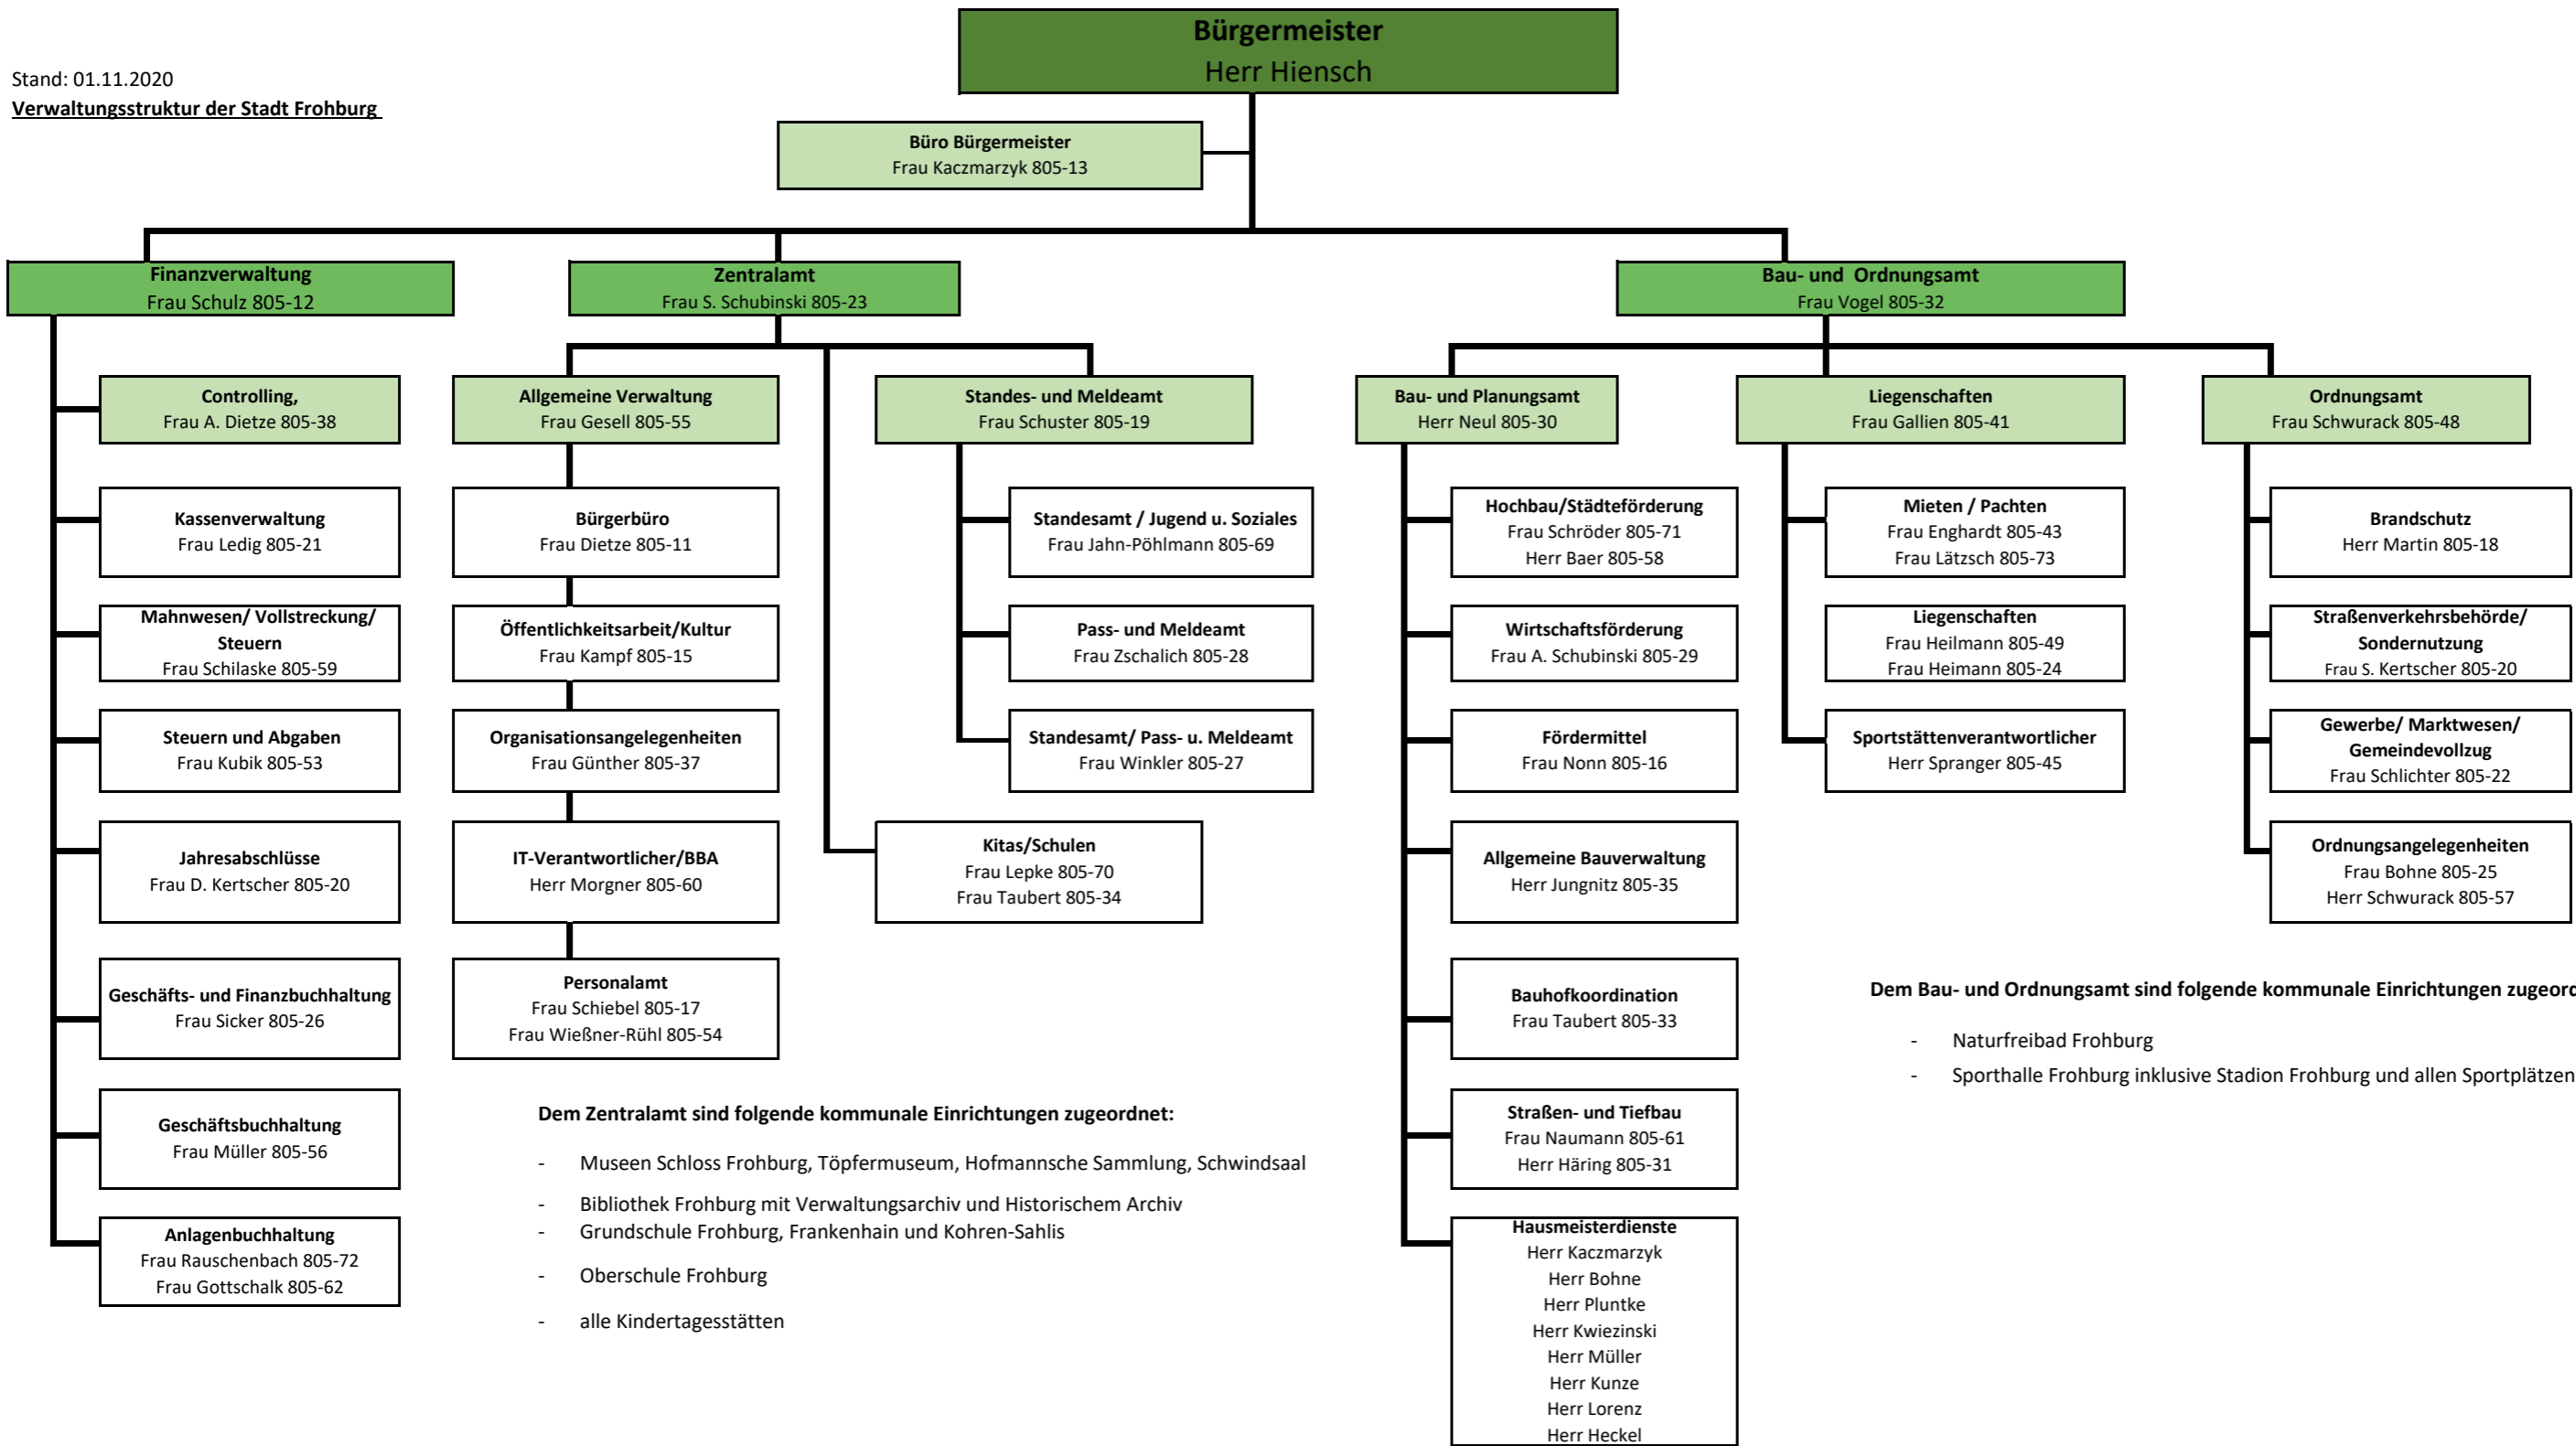 Bürgermeister
Herr Hiensch
Stand: 01.11.2020
Verwaltungsstruktur der Stadt Frohburg
Büro Bürgermeister
Frau Kaczmarzyk 805-13
Finanzverwaltung
Frau Schulz 805-12
Controlling,
Frau A. Dietze 805-38
Kassenverwaltung
Frau Ledig 805-21
Mahnwesen/ Vollstreckung/
Steuern
Frau Schilaske 805-59
Steuern und Abgaben
Frau Kubik 805-53
Jahresabschlüsse
Frau D. Kertscher 805-20
Geschäfts- und Finanzbuchhaltung
Frau Sicker 805-26
Geschäftsbuchhaltung
Frau Müller 805-56
Anlagenbuchhaltung
Frau Rauschenbach 805-72
Frau Gottschalk 805-62
Zentralamt
Frau S. Schubinski 805-23
Allgemeine Verwaltung
Frau Gesell 805-55
Bürgerbüro
Frau Dietze 805-11
Öffentlichkeitsarbeit/Kultur
Frau Kampf 805-15
Organisationsangelegenheiten
Frau Günther 805-37
IT-Verantwortlicher/BBA
Herr Morgner 805-60
Personalamt
Frau Schiebel 805-17
Frau Wießner-Rühl 805-54
Standes- und Meldeamt
Frau Schuster 805-19
Standesamt / Jugend u. Soziales
Frau Jahn-Pöhlmann 805-69
Pass- und Meldeamt
Frau Zschalich 805-28
Standesamt/ Pass- u. Meldeamt
Frau Winkler 805-27
Kitas/Schulen
Frau Lepke 805-70
Frau Taubert 805-34
Dem Zentralamt sind folgende kommunale Einrichtungen zugeordnet:
- Museen Schloss Frohburg, Töpfermuseum, Hofmannsche Sammlung, Schwindsaal
- Bibliothek Frohburg mit Verwaltungsarchiv und Historischem Archiv
- Grundschule Frohburg, Frankenhain und Kohren-Sahlis
- Oberschule Frohburg
- alle Kindertagesstätten
Bau- und Ordnungsamt
Frau Vogel 805-32
Bau- und Planungsamt
Herr Neul 805-30
Hochbau/Städteförderung
Frau Schröder 805-71
Herr Baer 805-58
Wirtschaftsförderung
Frau A. Schubinski 805-29
Fördermittel
Frau Nonn 805-16
Allgemeine Bauverwaltung
Herr Jungnitz 805-35
Bauhofkoordination
Frau Taubert 805-33
Straßen- und Tiefbau
Frau Naumann 805-61
Herr Häring 805-31
Hausmeisterdienste
Herr Kaczmarzyk
Herr Bohne
Herr Pluntke
Herr Kwiezinski
Herr Müller
Herr Kunze
Herr Lorenz
Herr Heckel
Liegenschaften
Frau Gallien 805-41
Mieten / Pachten
Frau Enghardt 805-43
Frau Lätzsch 805-73
Liegenschaften
Frau Heilmann 805-49
Frau Heimann 805-24
Sportstättenverantwortlicher
Herr Spranger 805-45
Ordnungsamt
Frau Schwurack 805-48
Brandschutz
Herr Martin 805-18
Straßenverkehrsbehörde/
Sondernutzung
Frau S. Kertscher 805-20
Gewerbe/ Marktwesen/
Gemeindevollzug
Frau Schlichter 805-22
Ordnungsangelegenheiten
Frau Bohne 805-25
Herr Schwurack 805-57
Dem Bau- und Ordnungsamt sind folgende kommunale Einrichtungen zugeord
- Naturfreibad Frohburg
- Sporthalle Frohburg inklusive Stadion Frohburg und allen Sportplätzen